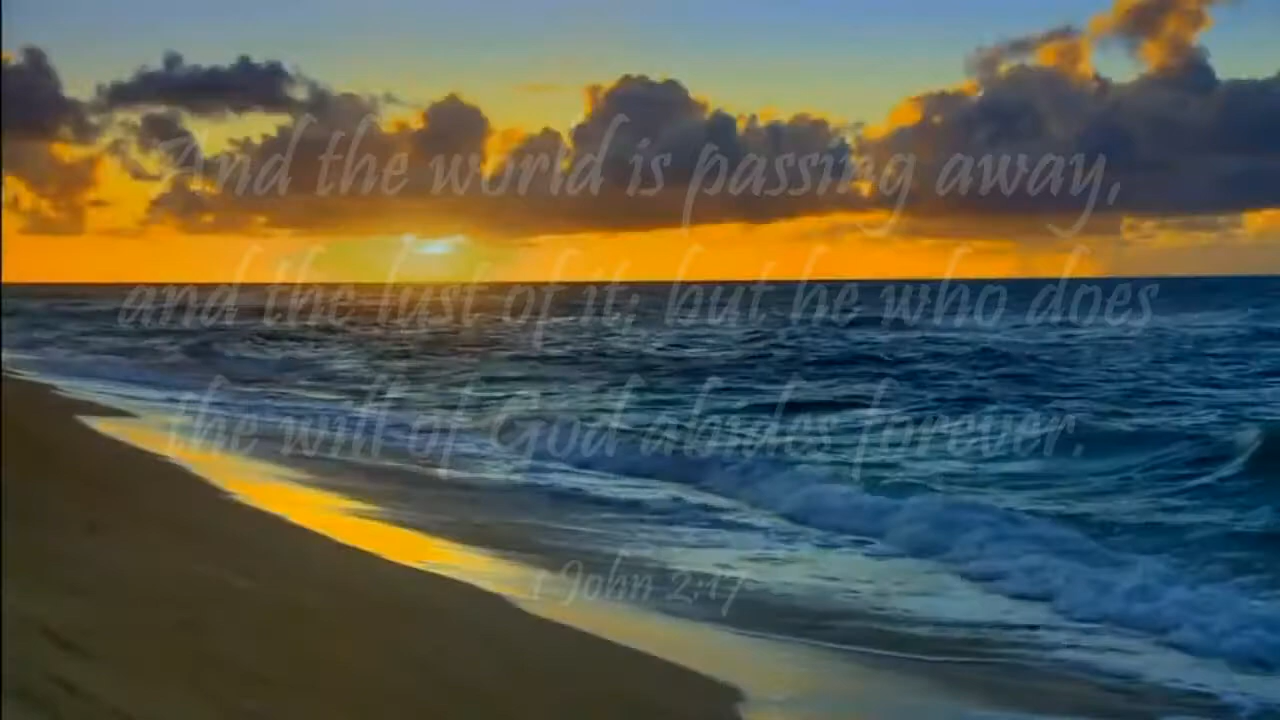 And the world is passing away,
and the lust of it; but he who does
the will of God abides forever.
1 John 2:17